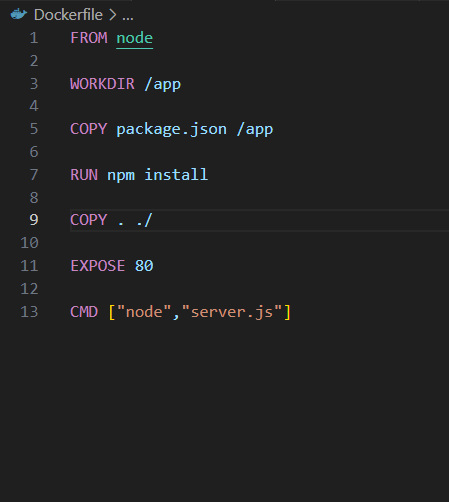 Dockerfile > ...
1 FROM node
2
3 WORKDIR /app
4
5 COPY package.json /app
6
7 RUN npm install
8
9 COPY . ./
10
11 EXPOSE 80
12
13 CMD ["node","server.js"]